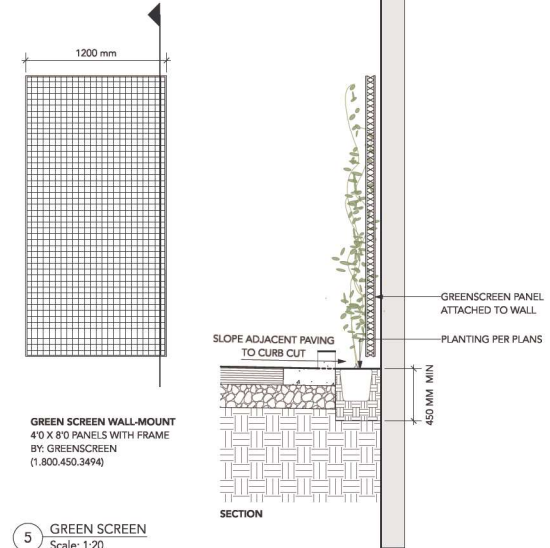 1200 mm
GREENSCREEN PANEL
ATTACHED TO WALL
SLOPE ADJACENT PAVING
TO CURB CUT
PLANTING PER PLANS
450 MM MIN
GREEN SCREEN WALL-MOUNT
4'0 X 8'0 PANELS WITH FRAME
BY: GREENSCREEN
(1.800.450.3494)
SECTION
5
GREEN SCREEN
Scale: 1:20